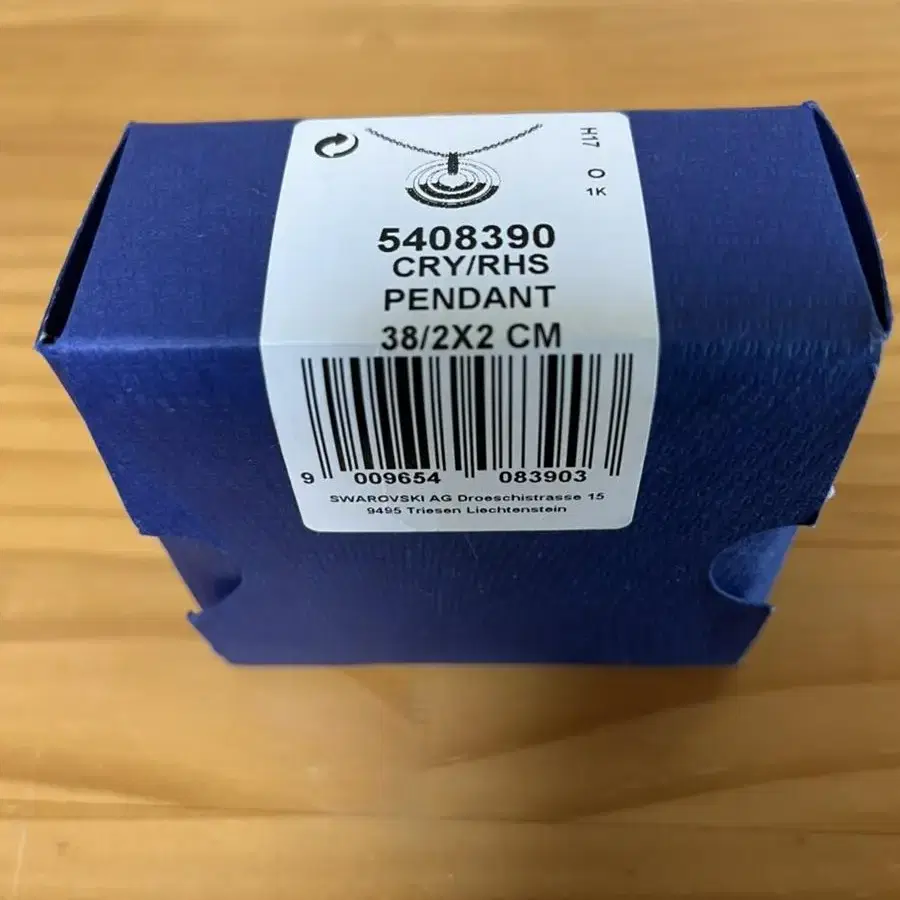 H17
O
1K
5408390
CRY/RHS
PENDANT
38/2X2 CM
9 009654 083903
SWAROVSKI AG Droeschistrasse 15
9495 Triesen Liechtenstein